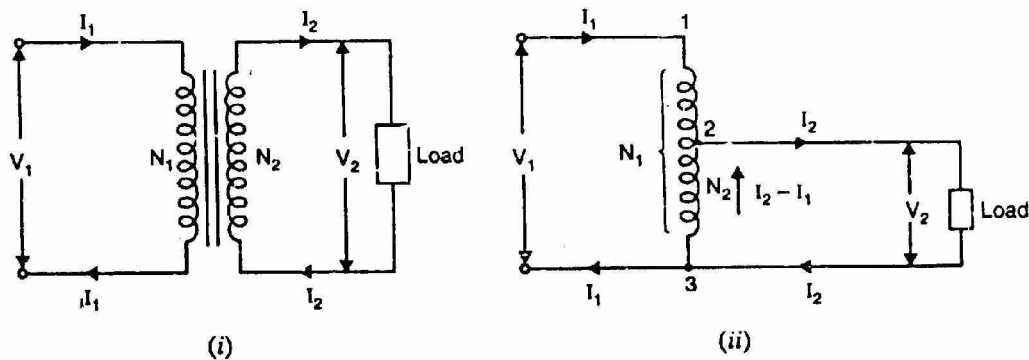 I₁
I₂
V₁
N₁
N₂
V₂
Load
I₁
I₂
(i)
I₁
1
V₁
N₁
2
I₂
N₂
I₂ – I₁
V₂
Load
I₁
3
I₂
(ii)